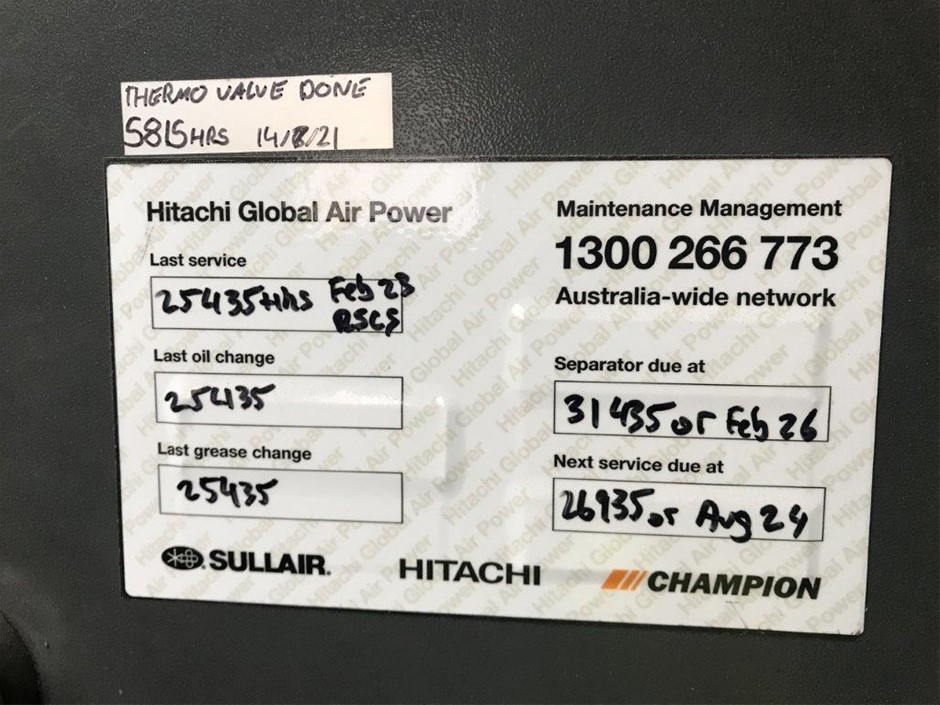 THERMO VALVE DONE
5815HRS 14/8/21
Hitachi Global Air Power
Last service
25435Hrs Feb 23
RSCS
Last oil change
25435
Last grease change
25435
SULLAIR.
Maintenance Management
1300 266 773
Australia-wide network
Separator due at
31435 or Feb 26
Next service due at
26935 or Aug 24
HITACHI
CHAMPION